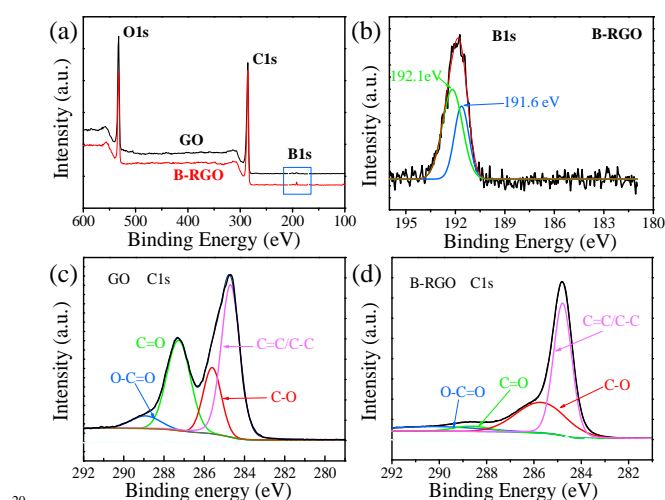 (a)
O1s
C1s
GO
B-RGO
B1s
Intensity (a.u.)
600 500 400 300 200 100
Binding Energy (eV)
(b)
B1s
B-RGO
192.1eV
191.6 eV
Intensity (a.u.)
195 192 189 186 183 180
Binding Energy (eV)
(c)
GO C1s
C=O
C=C/C-C
O-C=O
C-O
Intensity (a.u.)
292 290 288 286 284 282 280
Binding energy (eV)
(d)
B-RGO C1s
C=C/C-C
C=O
O-C=O
C-O
Intensity (a.u.)
292 290 288 285 282
Binding Energy (eV)
20